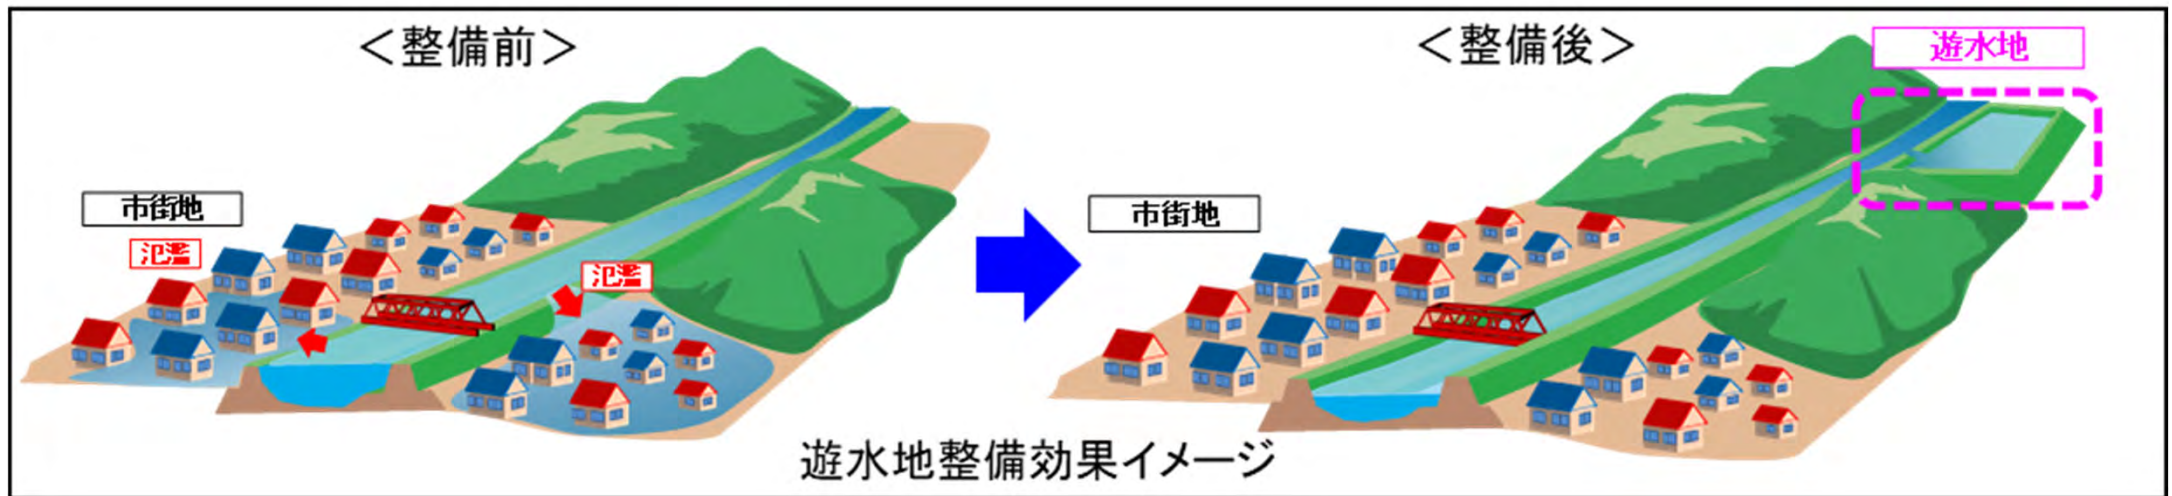 ＜整備前＞
市街地
氾濫
氾濫
＜整備後＞
遊水地
市街地
遊水地整備効果イメージ